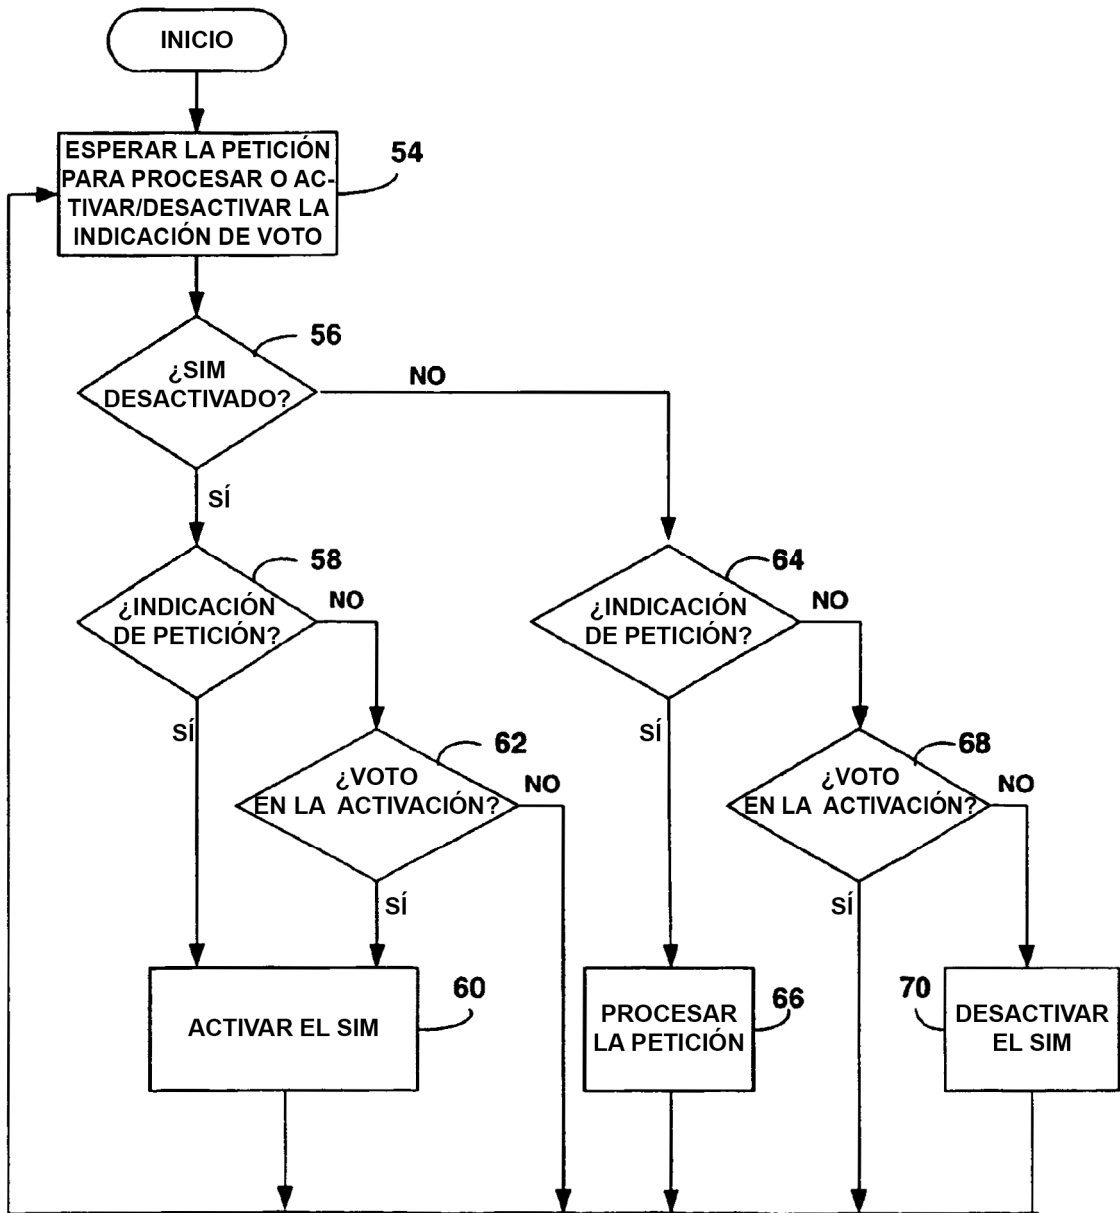 INICIO
ESPERAR LA PETICIÓN
PARA PROCESAR O AC-
TIVAR/DESACTIVAR LA
INDICACIÓN DE VOTO
54
56
¿SIM
DESACTIVADO?
NO
SÍ
58
¿INDICACIÓN
DE PETICIÓN?
NO
64
¿INDICACIÓN
DE PETICIÓN?
NO
SÍ
62
¿VOTO
EN LA ACTIVACIÓN?
NO
SÍ
68
¿VOTO
EN LA ACTIVACIÓN?
NO
SÍ
SÍ
ACTIVAR EL SIM
60
PROCESAR
LA PETICIÓN
66
70
DESACTIVAR
EL SIM